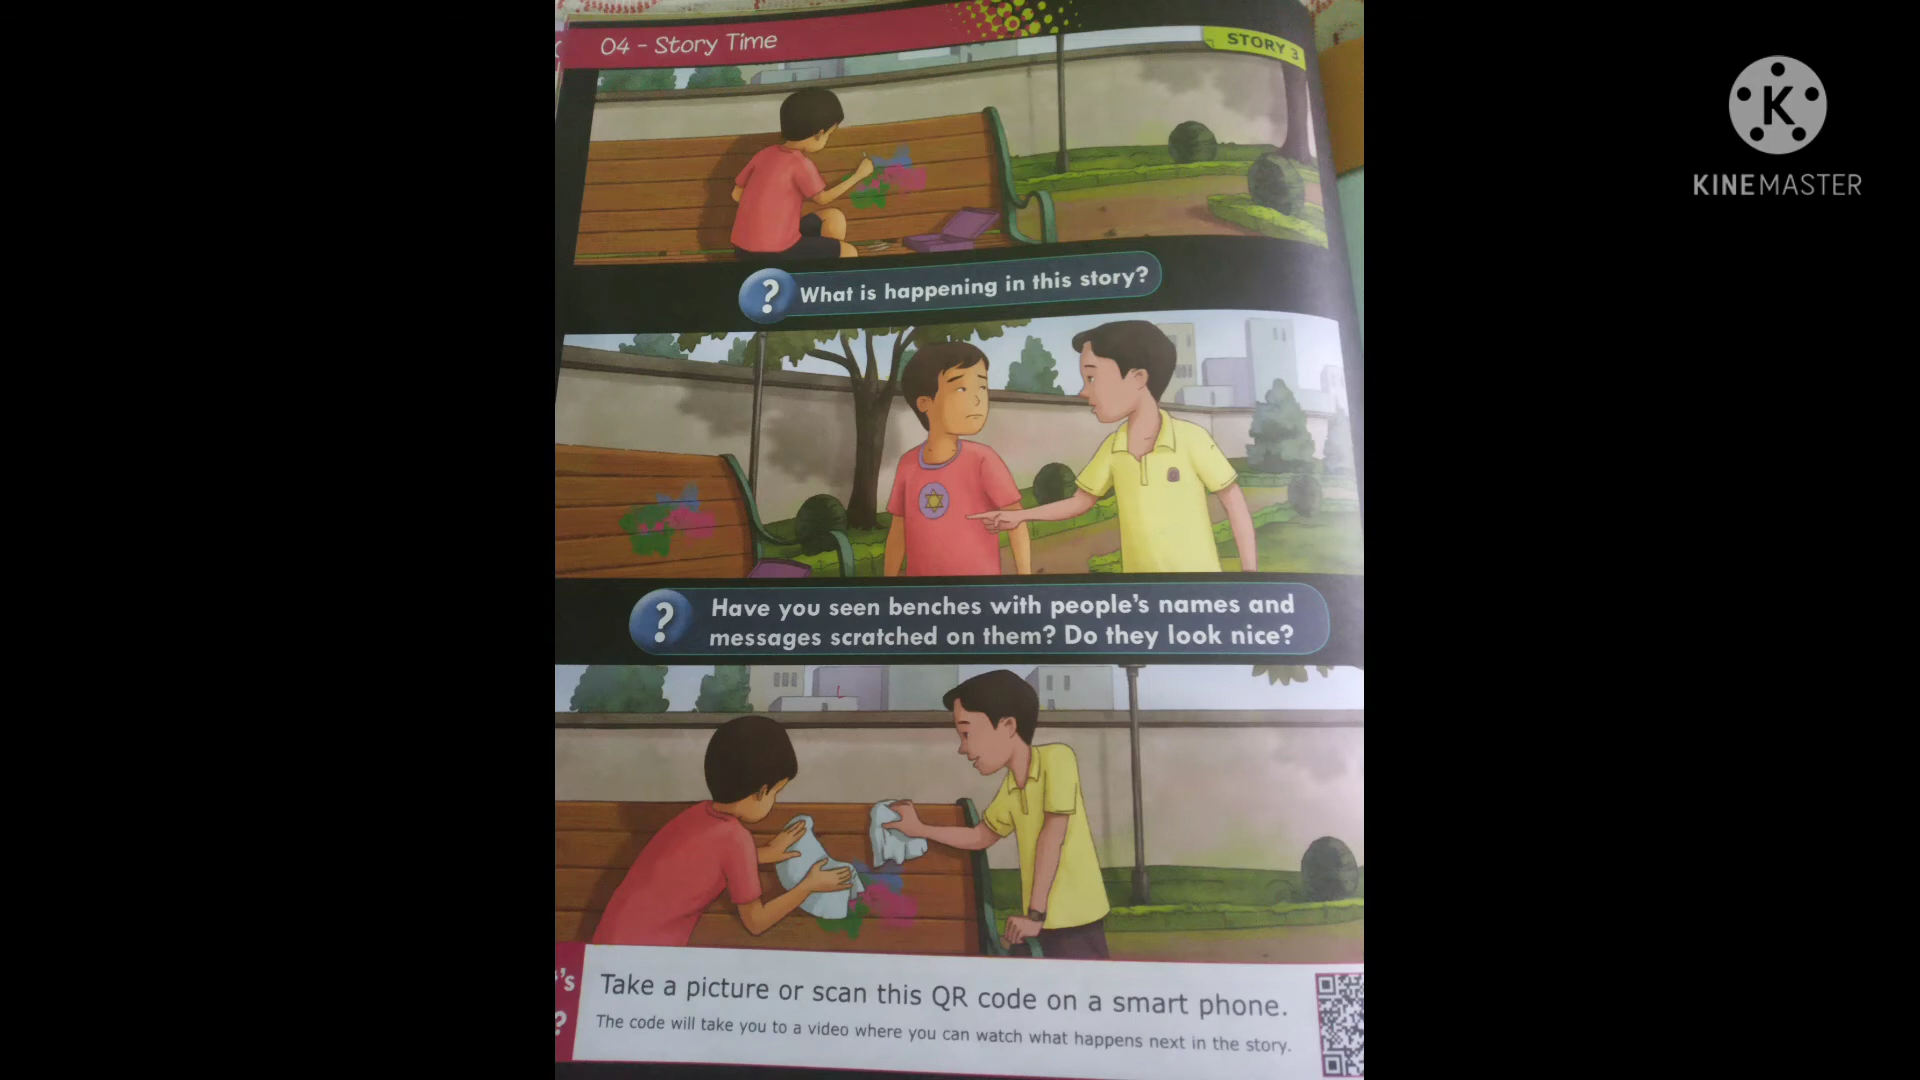 04 - Story Time
STORY 3
K
KINEMASTER
? What is happening in this story?
? Have you seen benches with people's names and
messages scratched on them? Do they look nice?
's
?
Take a picture or scan this QR code on a smart phone.
The code will take you to a video where you can watch what happens next in the story.